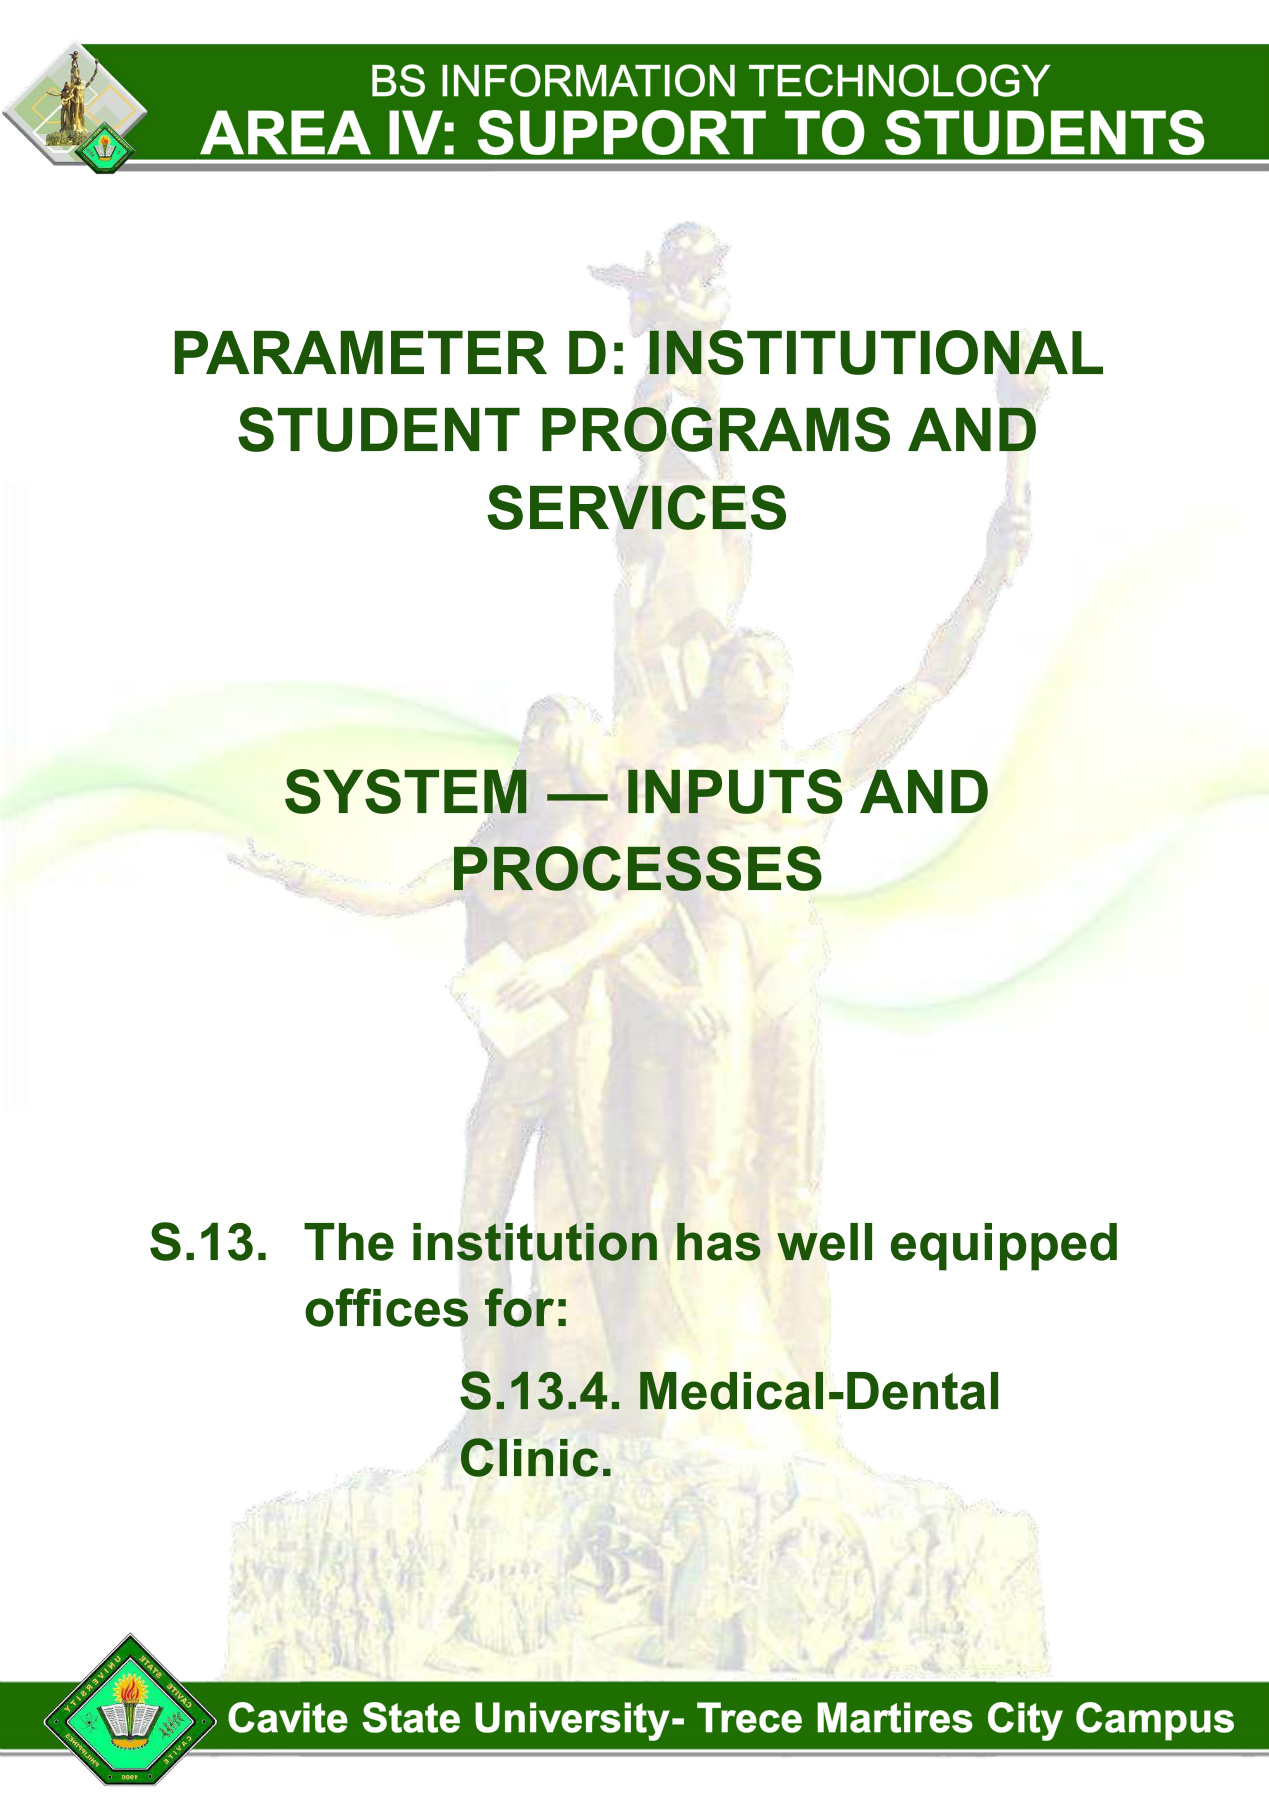 BS INFORMATION TECHNOLOGY
AREA IV: SUPPORT TO STUDENTS
PARAMETER D: INSTITUTIONAL
STUDENT PROGRAMS AND
SERVICES
SYSTEM — INPUTS AND
PROCESSES
S.13. The institution has well equipped
offices for:
S.13.4. Medical-Dental
Clinic.
CAVITE STATE UNIVERSITY
CAVITE PHILIPPINES
1906
Cavite State University- Trece Martires City Campus